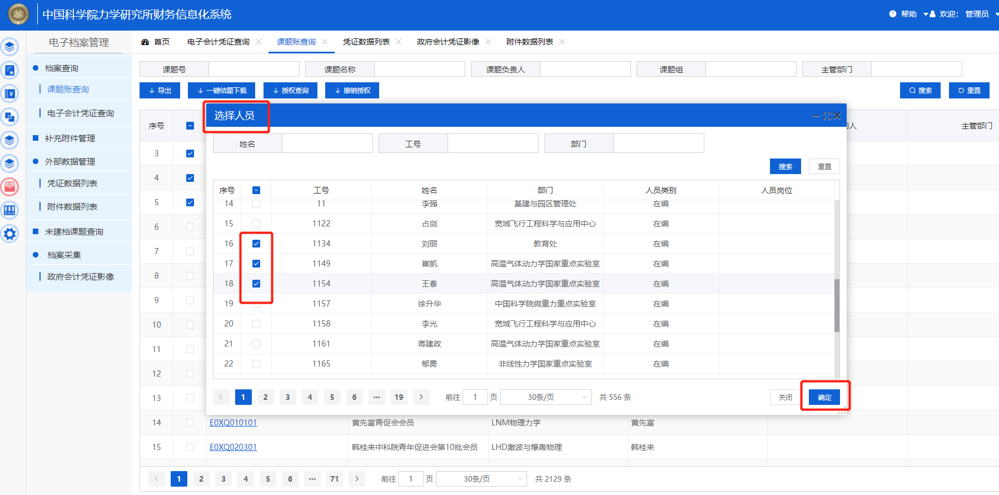 中国科学院力学研究所财务信息化系统
帮助 欢迎: 管理员
电子档案管理
首页 电子会计凭证查询 课题账查询 凭证数据列表 政府会计凭证影像 附件数据列表
档案查询
课题账查询
电子会计凭证查询
补充附件管理
外部数据管理
凭证数据列表
附件数据列表
未建档课题查询
档案采集
政府会计凭证影像
课题号 课题名称 课题负责人 课题组 主管部门
导出 一键结题下载 授权查询 撤销授权 搜索 重置
序号 主管部门
3
4
5
6
7
8
9
10
11
12
13
14 E0XQ010101 黄先富青促会会员 LNM物理力学 黄先富
15 E0XQ020301 韩桂来中科院青年促进会第10批会员 LHD激波与爆轰物理 韩桂来
1 2 3 4 5 6 ··· 71 前往 1 页 30条/页 共 2129 条
选择人员
姓名 工号 部门
搜索 重置
序号 工号 姓名 部门 人员类别 人员岗位
14 11 李强 基建与园区管理处 在编
15 1122 占剑 宽域飞行工程科学与应用中心 在编
16 1134 刘丽 教育处 在编
17 1149 崔凯 高温气体动力学国家重点实验室 在编
18 1154 王春 高温气体动力学国家重点实验室 在编
19 1157 徐升华 中国科学院微重力重点实验室 在编
20 1158 李光 宽域飞行工程科学与应用中心 在编
21 1161 蒋建政 高温气体动力学国家重点实验室 在编
22 1165 郇勇 非线性力学国家重点实验室 在编
1 2 3 4 5 6 ··· 19 前往 1 页 30条/页 共 556 条
关闭 确定